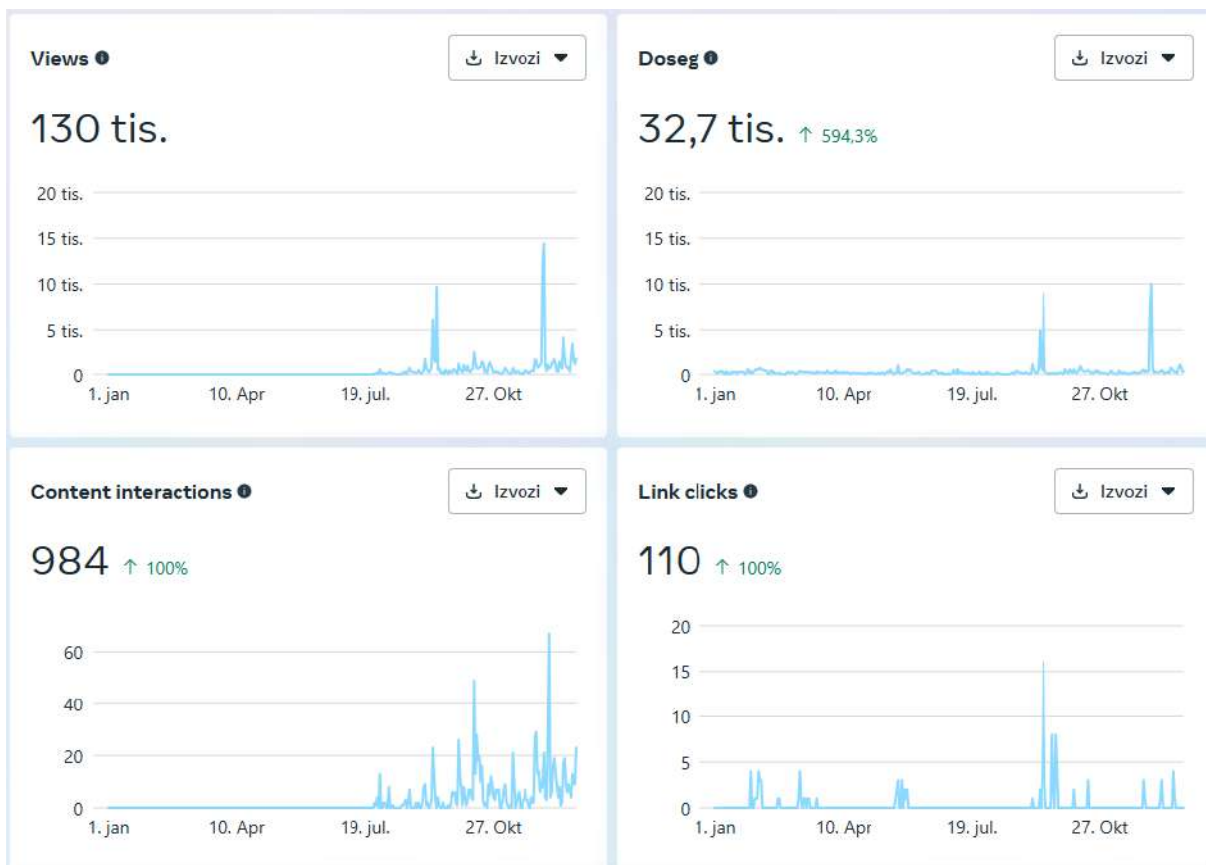 Views
Izvozi
130 tis.
20 tis.
15 tis.
10 tis.
5 tis.
0
1. jan
10. Apr
19. jul.
27. Okt
Doseg
Izvozi
32,7 tis. ↑ 594,3%
20 tis.
15 tis.
10 tis.
5 tis.
0
1. jan
10. Apr
19. jul.
27. Okt
Content interactions
Izvozi
984 ↑ 100%
60
40
20
0
1. jan
10. Apr
19. jul.
27. Okt
Link clicks
Izvozi
110 ↑ 100%
20
15
10
5
0
1. jan
10. Apr
19. jul.
27. Okt